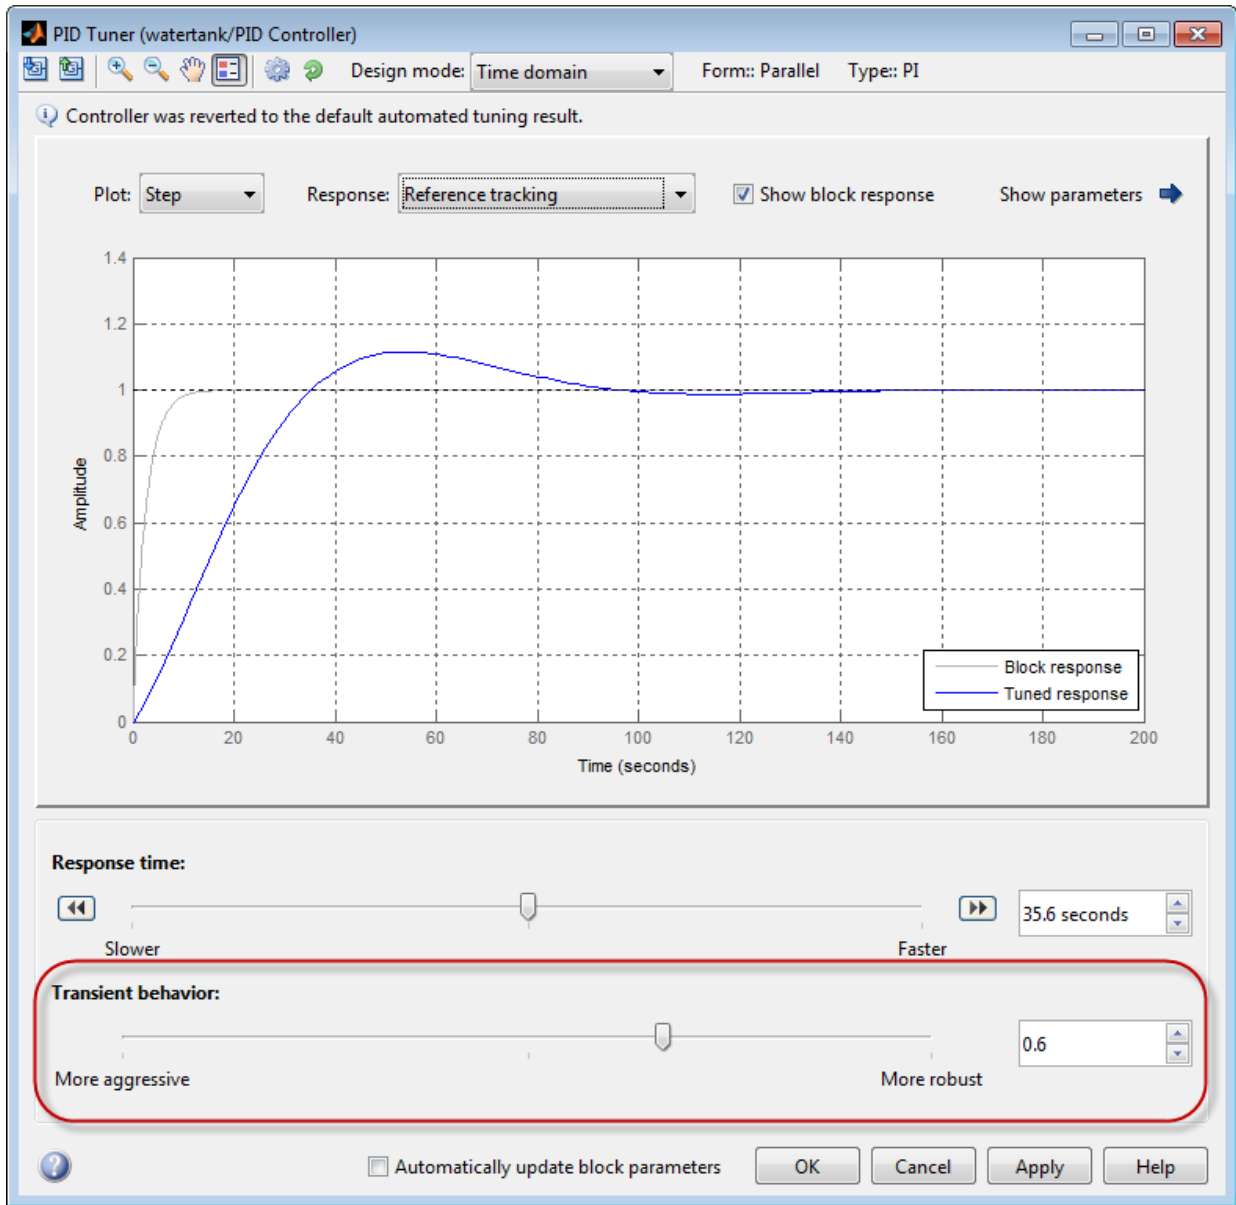 PID Tuner (watertank/PID Controller)
Design mode: Time domain Form:: Parallel Type:: PI
Controller was reverted to the default automated tuning result.
Plot: Step Response: Reference tracking Show block response Show parameters
1.4
1.2
1
0.8
0.6
0.4
0.2
0
Amplitude
Block response
Tuned response
0 20 40 60 80 100 120 140 160 180 200
Time (seconds)
Response time:
35.6 seconds
Slower Faster
Transient behavior:
0.6
More aggressive More robust
Automatically update block parameters OK Cancel Apply Help